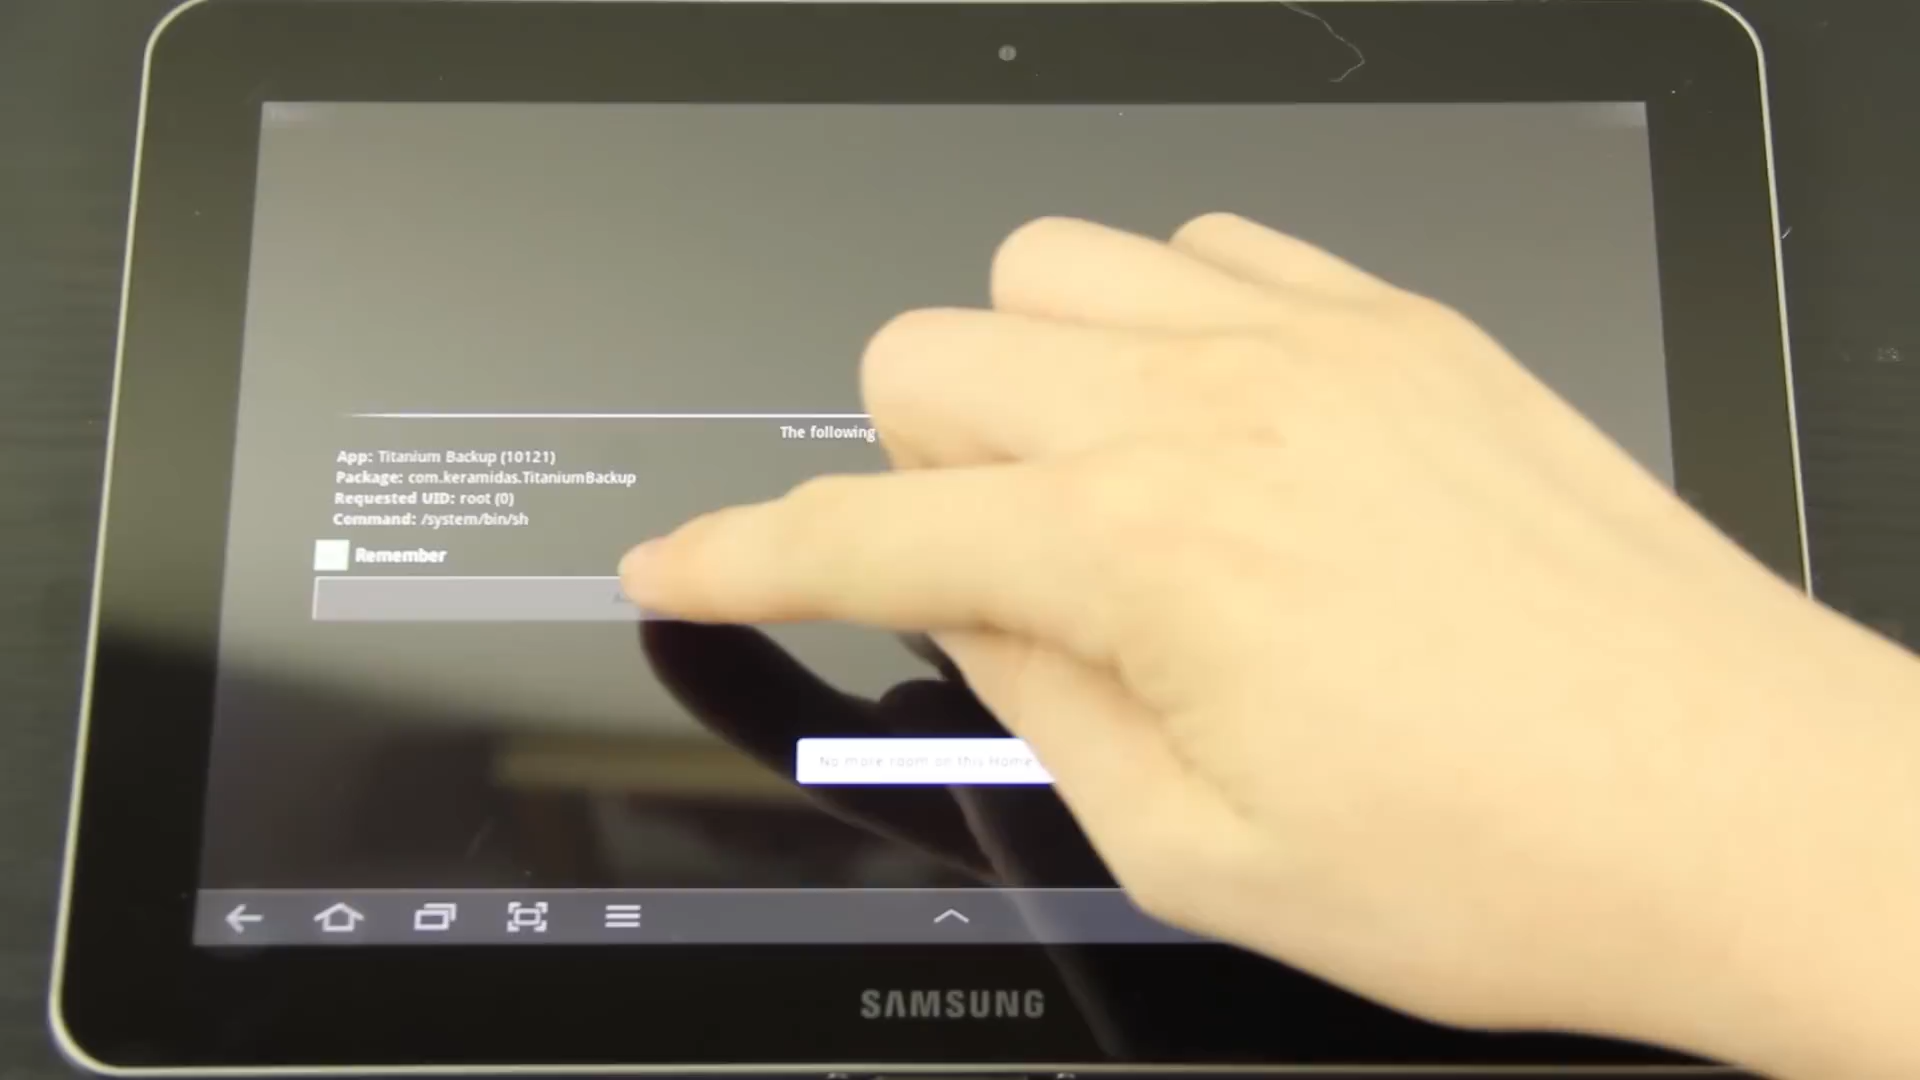 The following
App: Titanium Backup (10121)
Package: com.keramidas.TitaniumBackup
Requested UID: root (0)
Command: /system/bin/sh
Remember
No more room on this Home
SAMSUNG